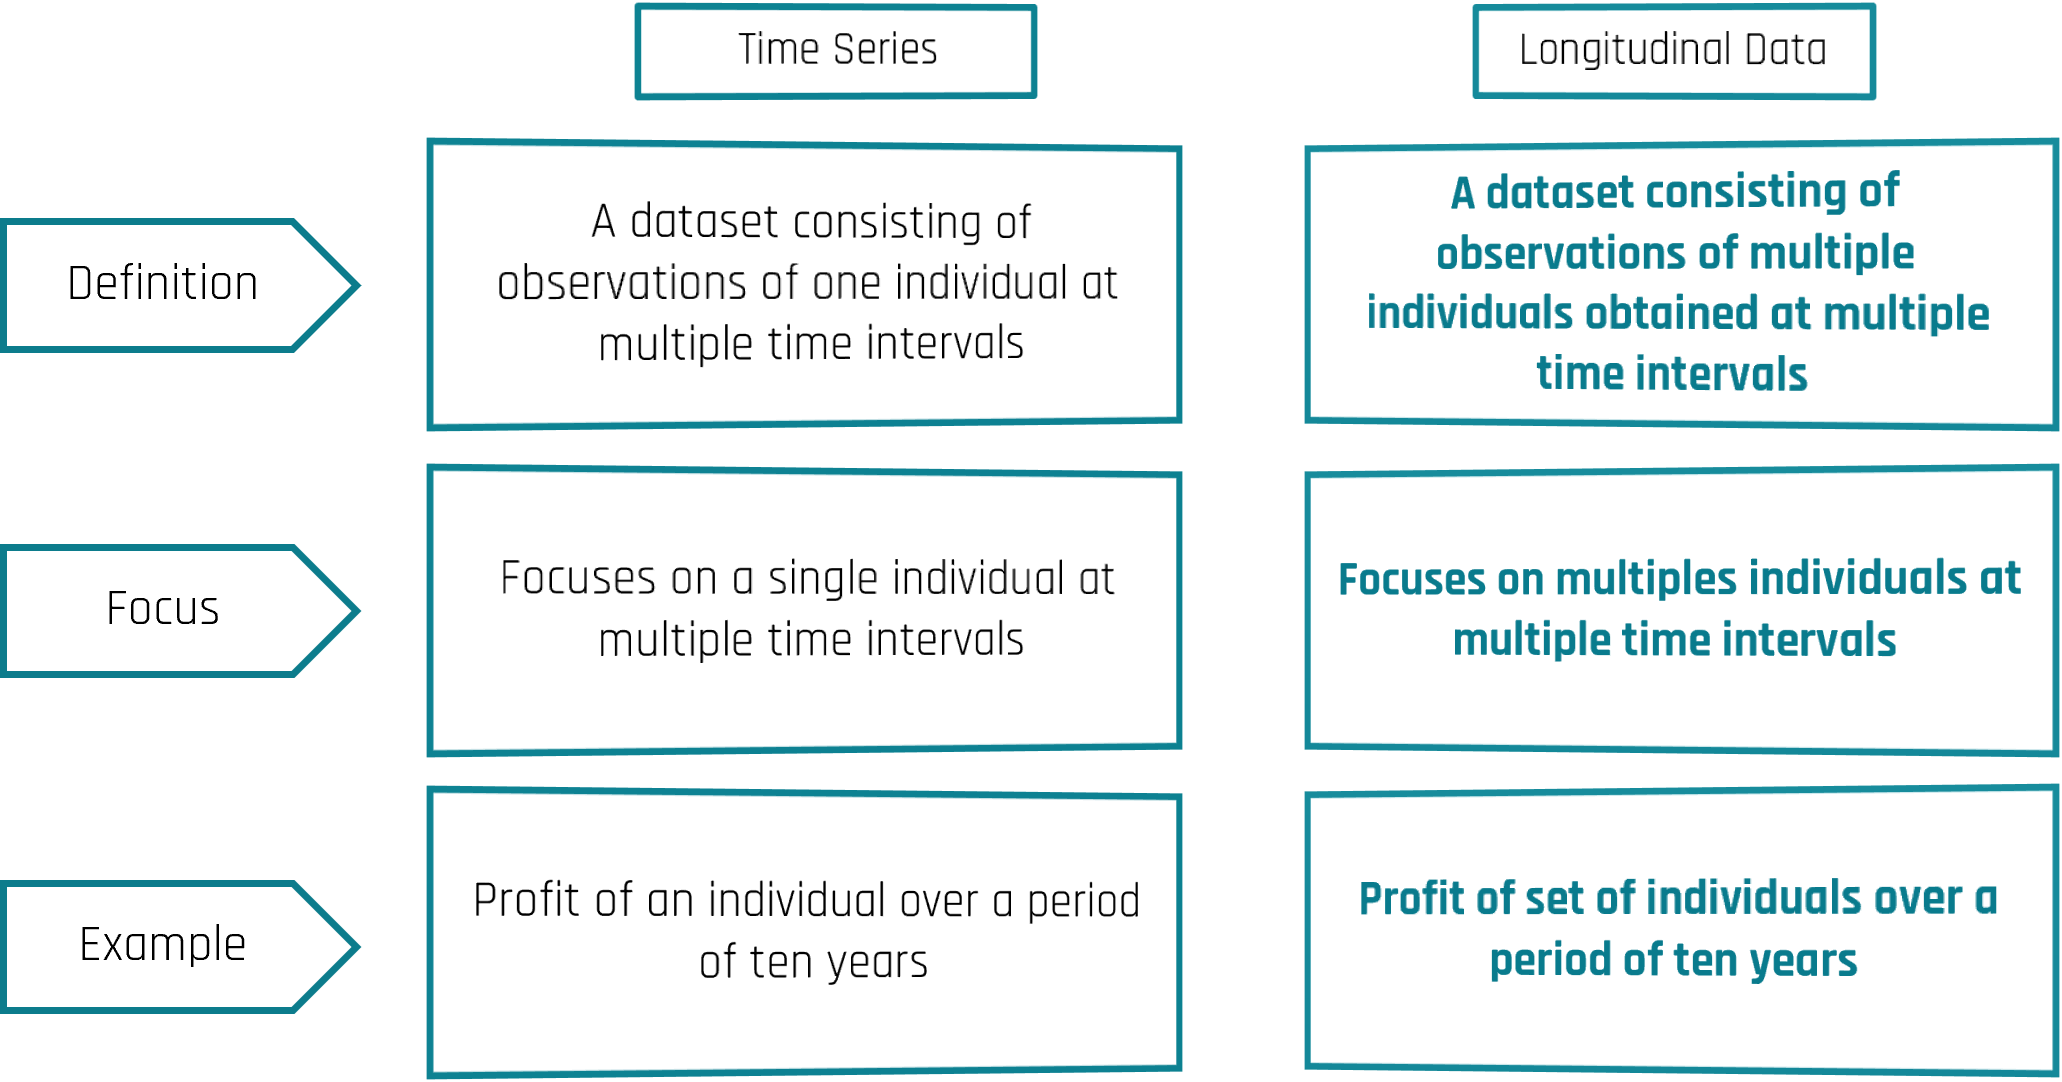 Time Series
Longitudinal Data
Definition
A dataset consisting of
observations of one individual at
multiple time intervals
A dataset consisting of
observations of multiple
individuals obtained at multiple
time intervals
Focus
Focuses on a single individual at
multiple time intervals
Focuses on multiples individuals at
multiple time intervals
Example
Profit of an individual over a period
of ten years
Profit of set of individuals over a
period of ten years